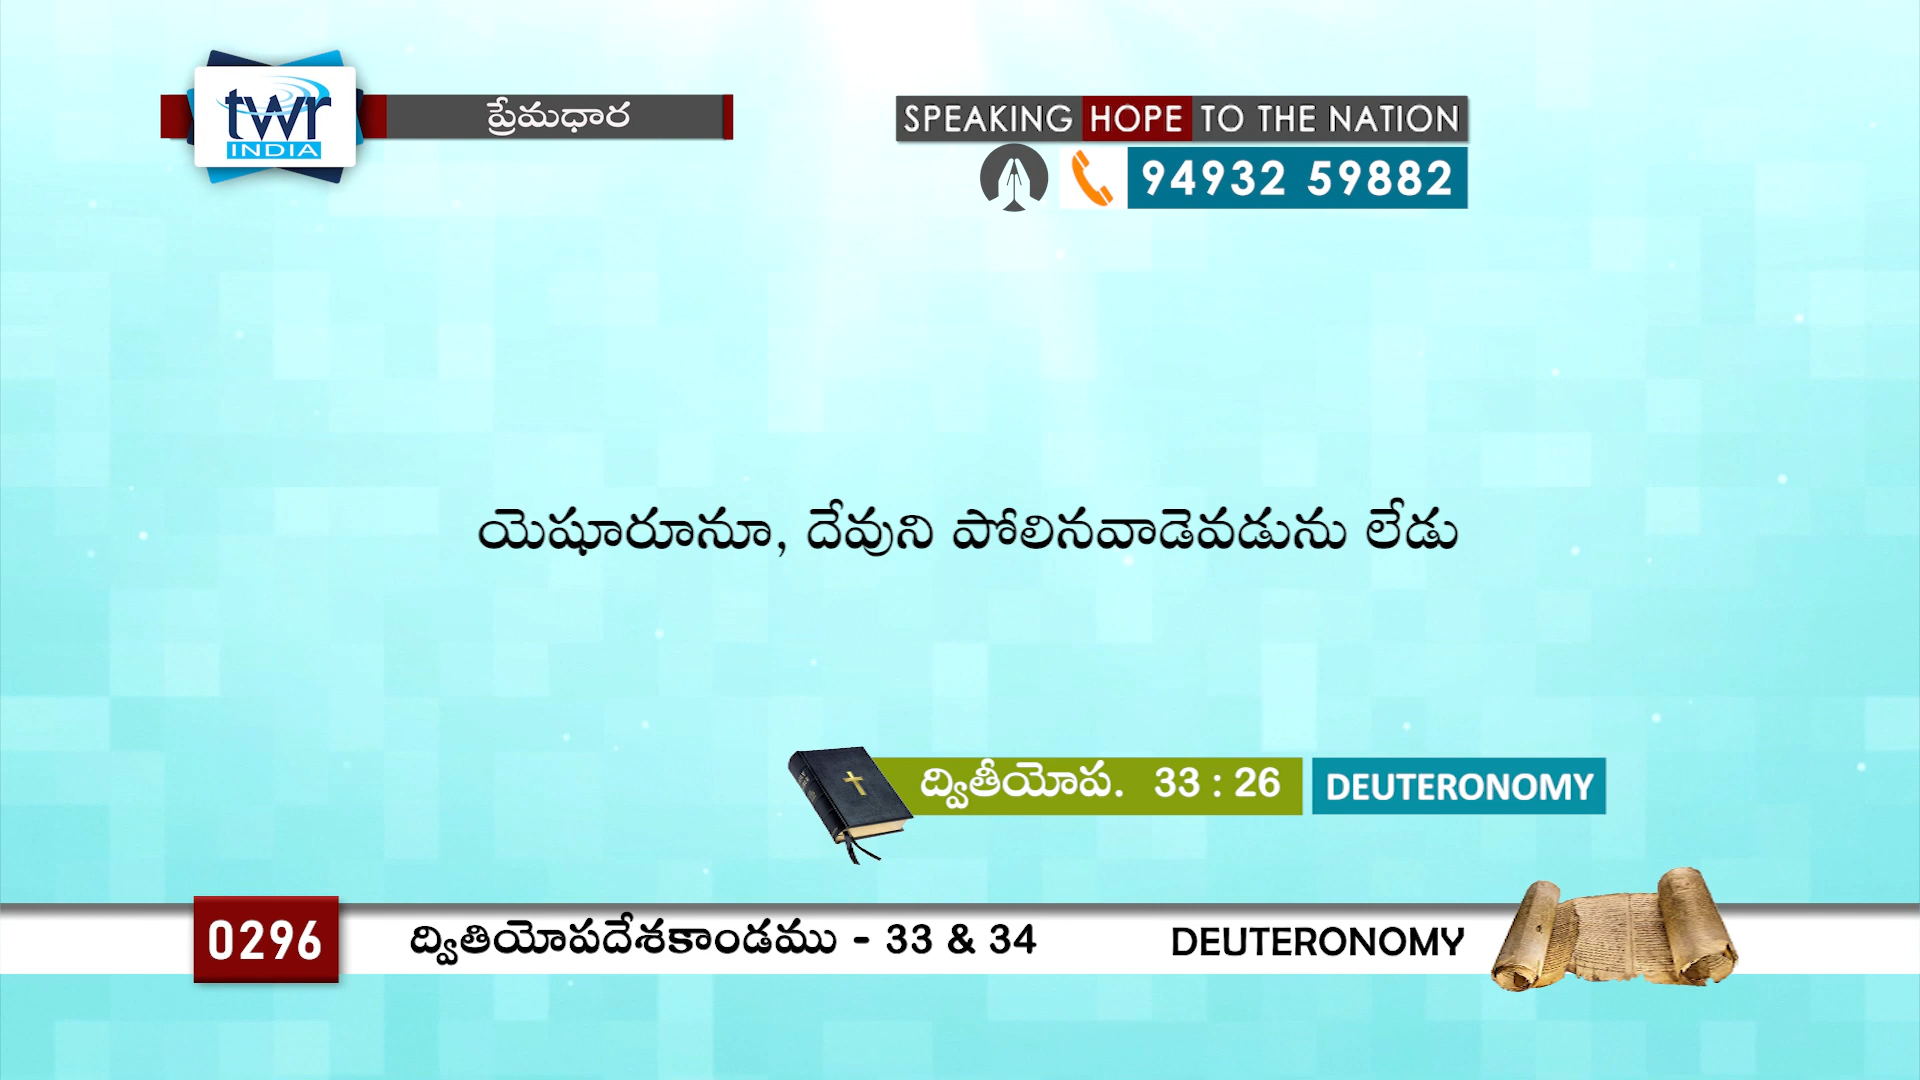 twr
INDIA
ప్రేమధార
SPEAKING HOPE TO THE NATION
94932 59882
యెషూరూనూ, దేవుని పోలినవాడెవడును లేడు
ద్వితీయోప. 33 : 26
DEUTERONOMY
0296
ద్వితియోపదేశకాండము - 33 & 34
DEUTERONOMY